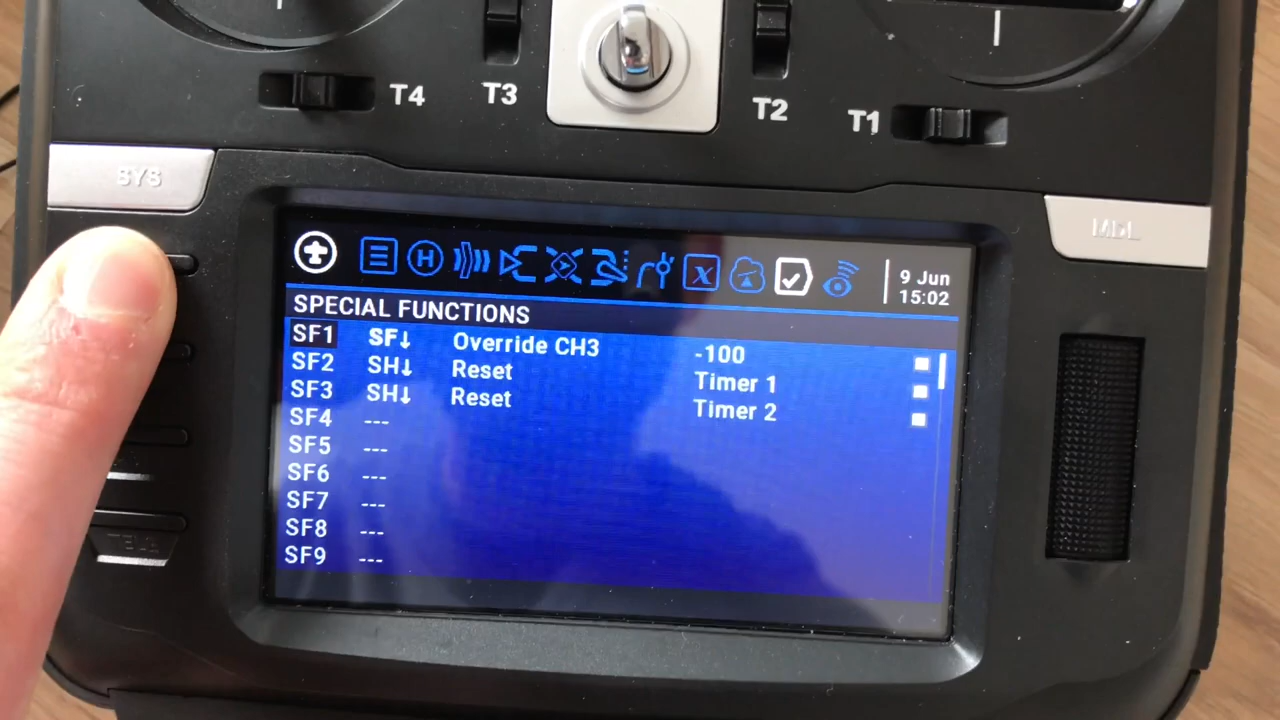 T4
T3
T2
T1
SYS
MDL
9 Jun
15:02
SPECIAL FUNCTIONS
SF1 SF↓ Override CH3 -100
SF2 SH↓ Reset Timer 1
SF3 SH↓ Reset Timer 2
SF4 ---
SF5 ---
SF6 ---
SF7 ---
SF8 ---
SF9 ---
TELE